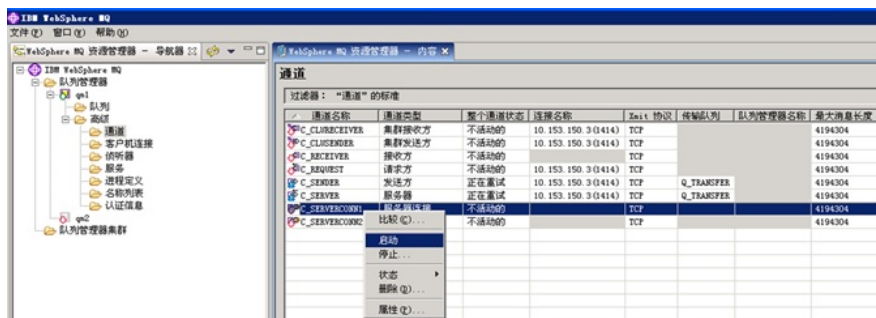 IBM WebSphere MQ
文件(F) 窗口(W) 帮助(H)
WebSphere MQ 资源管理器 - 导航器
WebSphere MQ 资源管理器 - 内容
IBM WebSphere MQ
队列管理器
qm1
队列
高级
通道
客户机连接
侦听器
服务
进程定义
名称列表
认证信息
qm2
队列管理器集群
通道
过滤器: “通道”的标准
通道名称 通道类型 整个通道状态 连接名称 Xmit 协议 传输队列 队列管理器名称 最大消息长度
C_CLURECEIVER 集群接收方 不活动的 10.153.150.3(1414) TCP 4194304
C_CLUSENDER 集群发送方 不活动的 10.153.150.3(1414) TCP 4194304
C_RECEIVER 接收方 不活动的 TCP 4194304
C_REQUEST 请求方 不活动的 10.153.150.3(1414) TCP 4194304
C_SENDER 发送方 正在重试 10.153.150.3(1414) TCP Q_TRANSFER 4194304
C_SERVER 服务器 正在重试 10.153.150.3(1414) TCP Q_TRANSFER 4194304
C_SERVERCONN1 服务器连接 不活动的 TCP 4194304
C_SERVERCONN2 不活动的 TCP 4194304
比较(C)...
启动
停止...
状态
删除(D)...
属性(P)...